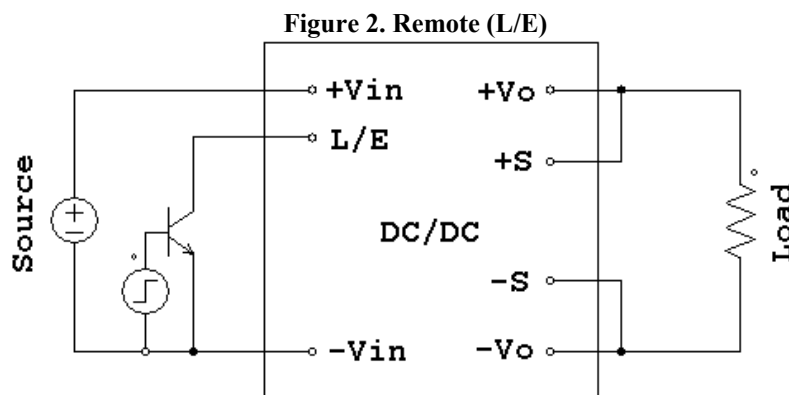 Figure 2. Remote (L/E)
+Vin
+Vo
L/E
+S
Source
DC/DC
Load
-S
-Vin
-Vo